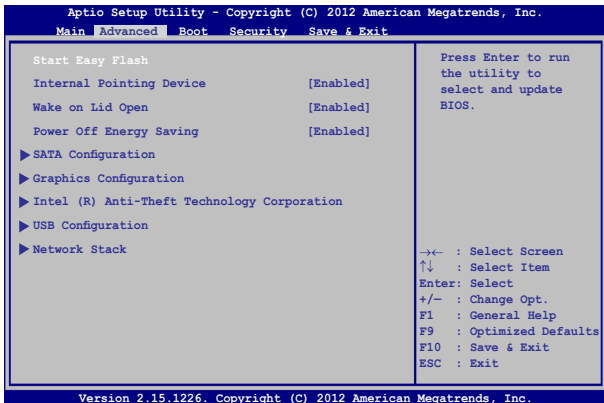 Aptio Setup Utility - Copyright (C) 2012 American Megatrends, Inc.
Main Advanced Boot Security Save & Exit
Start Easy Flash
Internal Pointing Device [Enabled]
Wake on Lid Open [Enabled]
Power Off Energy Saving [Enabled]
SATA Configuration
Graphics Configuration
Intel (R) Anti-Theft Technology Corporation
USB Configuration
Network Stack
Press Enter to run
the utility to
select and update
BIOS.
→← : Select Screen
↑↓ : Select Item
Enter: Select
+/— : Change Opt.
F1 : General Help
F9 : Optimized Defaults
F10 : Save & Exit
ESC : Exit
Version 2.15.1226. Copyright (C) 2012 American Megatrends, Inc.